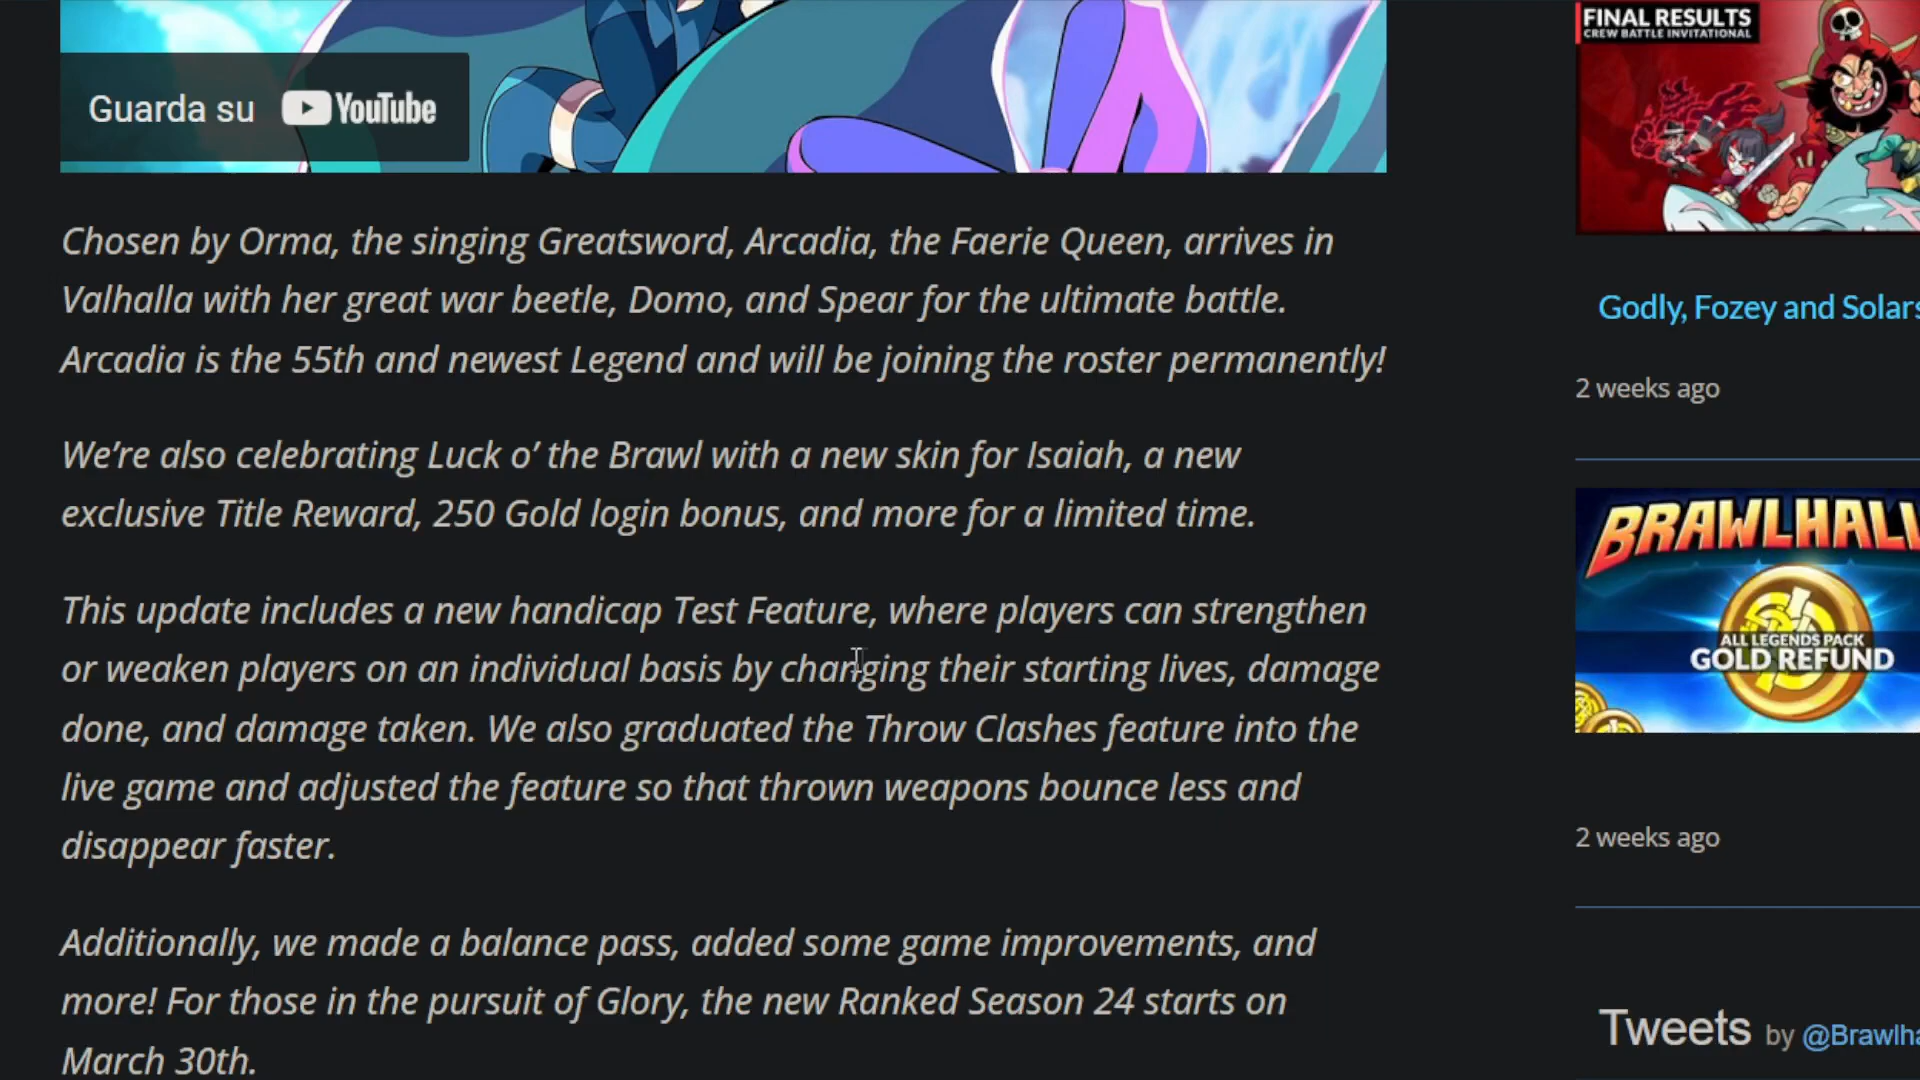 Guarda su YouTube
Chosen by Orma, the singing Greatsword, Arcadia, the Faerie Queen, arrives in
Valhalla with her great war beetle, Domo, and Spear for the ultimate battle.
Arcadia is the 55th and newest Legend and will be joining the roster permanently!
We’re also celebrating Luck o’ the Brawl with a new skin for Isaiah, a new
exclusive Title Reward, 250 Gold login bonus, and more for a limited time.
This update includes a new handicap Test Feature, where players can strengthen
or weaken players on an individual basis by changing their starting lives, damage
done, and damage taken. We also graduated the Throw Clashes feature into the
live game and adjusted the feature so that thrown weapons bounce less and
disappear faster.
Additionally, we made a balance pass, added some game improvements, and
more! For those in the pursuit of Glory, the new Ranked Season 24 starts on
March 30th.
FINAL RESULTS
CREW BATTLE INVITATIONAL
Godly, Fozey and Solars
2 weeks ago
BRAWLHALL
ALL LEGENDS PACK
GOLD REFUND
2 weeks ago
Tweets by @Brawlha